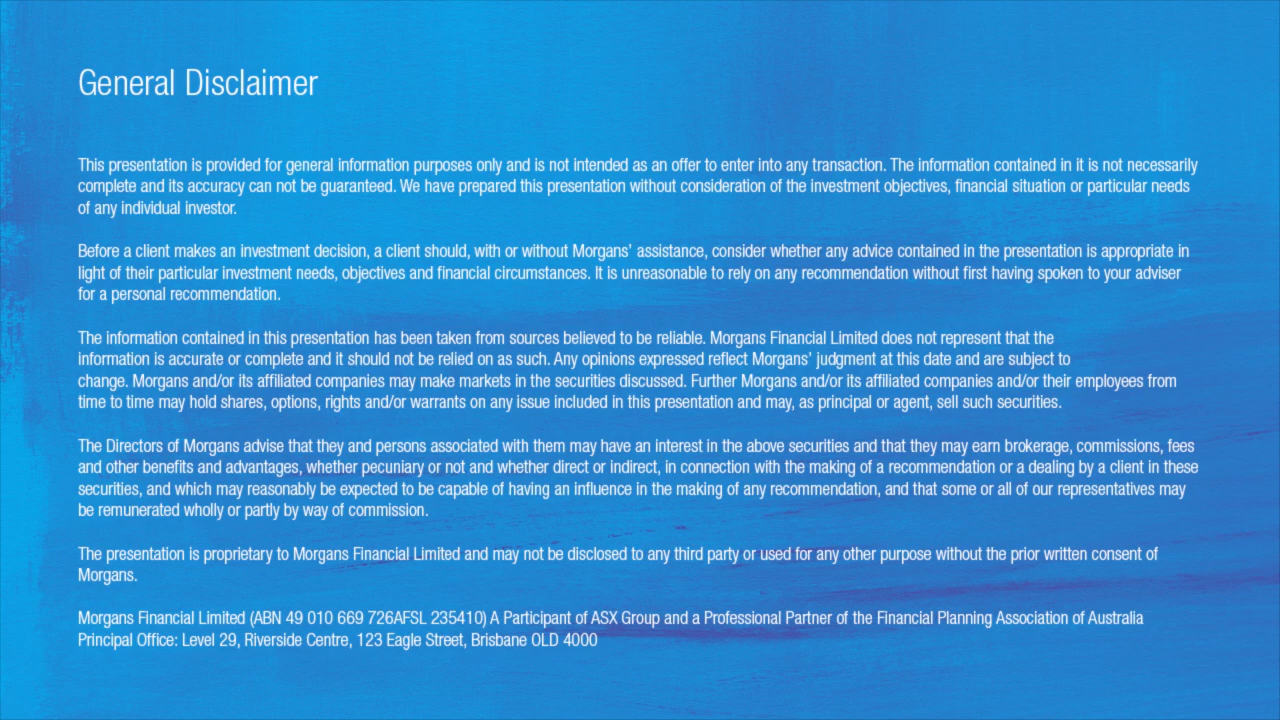 General Disclaimer
This presentation is provided for general information purposes only and is not intended as an offer to enter into any transaction. The information contained in it is not necessarily
complete and its accuracy can not be guaranteed. We have prepared this presentation without consideration of the investment objectives, financial situation or particular needs
of any individual investor.
Before a client makes an investment decision, a client should, with or without Morgans' assistance, consider whether any advice contained in the presentation is appropriate in
light of their particular investment needs, objectives and financial circumstances. It is unreasonable to rely on any recommendation without first having spoken to your adviser
for a personal recommendation.
The information contained in this presentation has been taken from sources believed to be reliable. Morgans Financial Limited does not represent that the
information is accurate or complete and it should not be relied on as such. Any opinions expressed reflect Morgans' judgment at this date and are subject to
change. Morgans and/or its affiliated companies may make markets in the securities discussed. Further Morgans and/or its affiliated companies and/or their employees from
time to time may hold shares, options, rights and/or warrants on any issue included in this presentation and may, as principal or agent, sell such securities.
The Directors of Morgans advise that they and persons associated with them may have an interest in the above securities and that they may earn brokerage, commissions, fees
and other benefits and advantages, whether pecuniary or not and whether direct or indirect, in connection with the making of a recommendation or a dealing by a client in these
securities, and which may reasonably be expected to be capable of having an influence in the making of any recommendation, and that some or all of our representatives may
be remunerated wholly or partly by way of commission.
The presentation is proprietary to Morgans Financial Limited and may not be disclosed to any third party or used for any other purpose without the prior written consent of
Morgans.
Morgans Financial Limited (ABN 49 010 669 726AFSL 235410) A Participant of ASX Group and a Professional Partner of the Financial Planning Association of Australia
Principal Office: Level 29, Riverside Centre, 123 Eagle Street, Brisbane OLD 4000